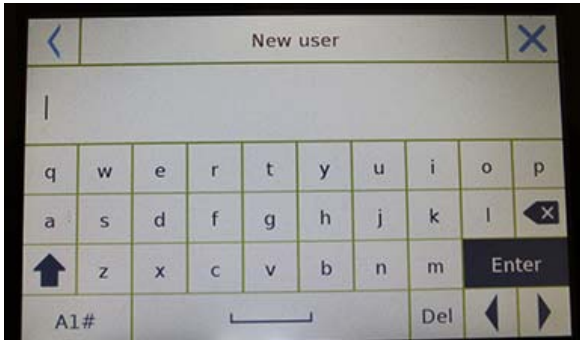 New user
q w e r t y u i o p
a s d f g h j k l
z x c v b n m Enter
A1# Del